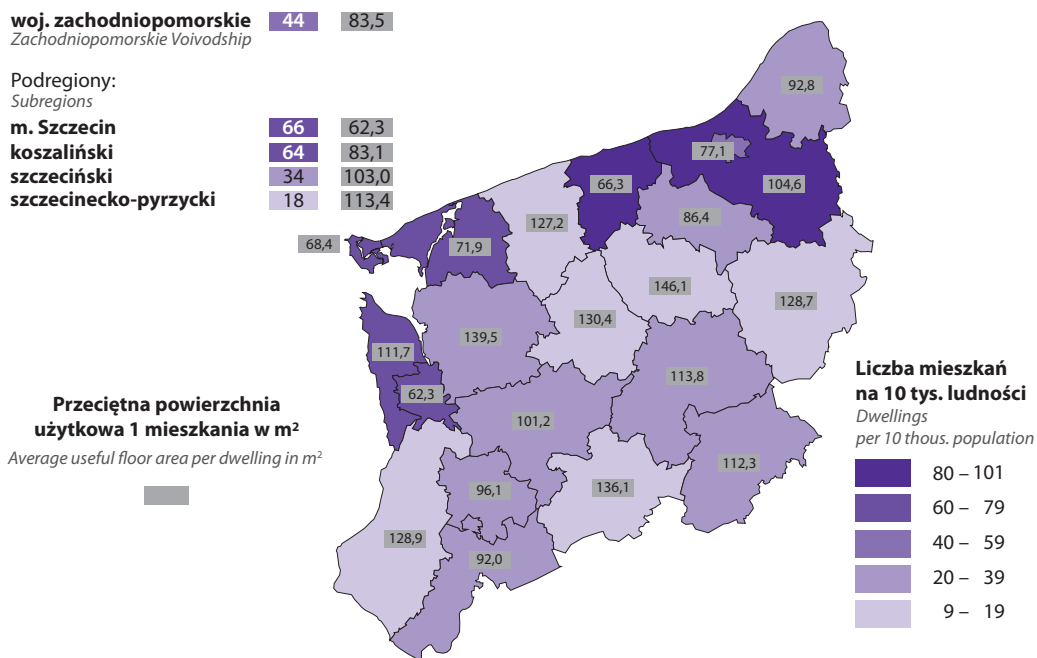 woj. zachodniopomorskie 44 83,5
Zachodniopomorskie Voivodship
Podregiony:
Subregions
m. Szczecin 66 62,3
koszaliński 64 83,1
szczeciński 34 103,0
szczecinecko-pyrzycki 18 113,4
92,8
77,1
66,3
104,6
86,4
127,2
68,4
71,9
146,1
128,7
130,4
139,5
111,7
113,8
62,3
101,2
112,3
96,1
136,1
128,9
92,0
Przeciętna powierzchnia
użytkowa 1 mieszkania w m²
Average useful floor area per dwelling in m²
Liczba mieszkań
na 10 tys. ludności
Dwellings
per 10 thous. population
80 – 101
60 – 79
40 – 59
20 – 39
9 – 19